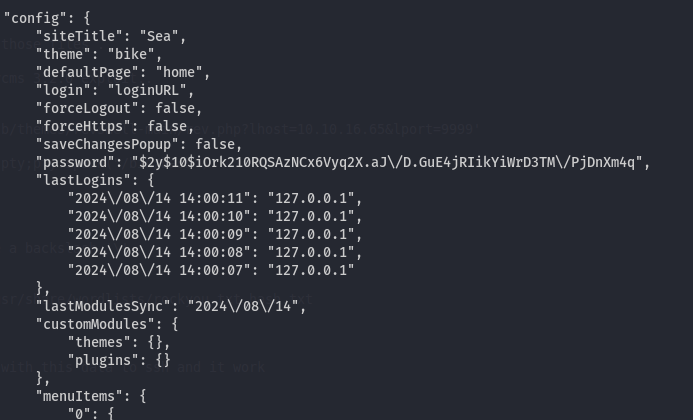 "config": {
"siteTitle": "Sea",
"theme": "bike",
"defaultPage": "home",
"login": "loginURL",
"forceLogout": false,
"forceHttps": false,
"saveChangesPopup": false,
"password": "$2y$10$iOrk210RQSAzNCx6Vyq2X.aJ\/D.GuE4jRIikYiWrD3TM\/PjDnXm4q",
"lastLogins": {
"2024\/08\/14 14:00:11": "127.0.0.1",
"2024\/08\/14 14:00:10": "127.0.0.1",
"2024\/08\/14 14:00:09": "127.0.0.1",
"2024\/08\/14 14:00:08": "127.0.0.1",
"2024\/08\/14 14:00:07": "127.0.0.1"
},
"lastModulesSync": "2024\/08\/14",
"customModules": {
"themes": {},
"plugins": {}
},
"menuItems": {
"0": {